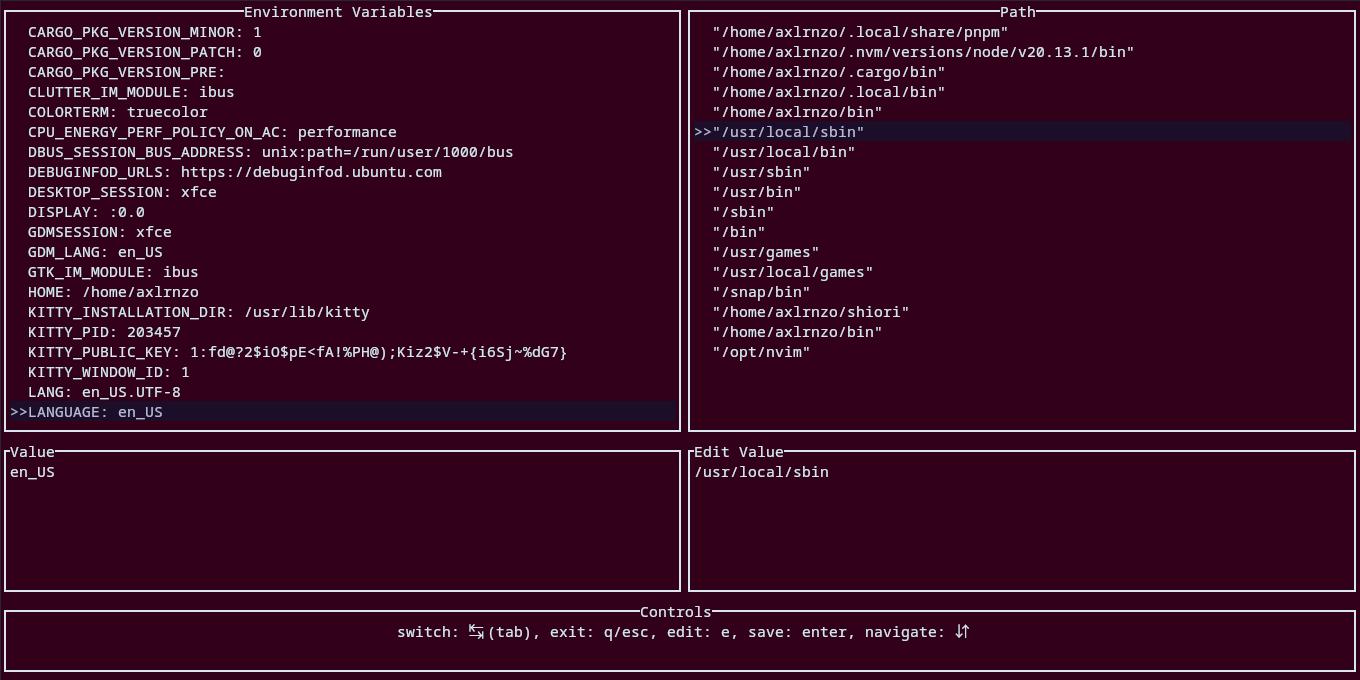 Environment Variables
CARGO_PKG_VERSION_MINOR: 1
CARGO_PKG_VERSION_PATCH: 0
CARGO_PKG_VERSION_PRE:
CLUTTER_IM_MODULE: ibus
COLORTERM: truecolor
CPU_ENERGY_PERF_POLICY_ON_AC: performance
DBUS_SESSION_BUS_ADDRESS: unix:path=/run/user/1000/bus
DEBUGINFOD_URLS: https://debuginfod.ubuntu.com
DESKTOP_SESSION: xfce
DISPLAY: :0.0
GDMSESSION: xfce
GDM_LANG: en_US
GTK_IM_MODULE: ibus
HOME: /home/axlrnzo
KITTY_INSTALLATION_DIR: /usr/lib/kitty
KITTY_PID: 203457
KITTY_PUBLIC_KEY: 1:fd@?2$iO$pE<fA!%PH@);Kiz2$V-+{i6Sj~%dG7}
KITTY_WINDOW_ID: 1
LANG: en_US.UTF-8
>>LANGUAGE: en_US
Path
"/home/axlrnzo/.local/share/pnpm"
"/home/axlrnzo/.nvm/versions/node/v20.13.1/bin"
"/home/axlrnzo/.cargo/bin"
"/home/axlrnzo/.local/bin"
"/home/axlrnzo/bin"
>>"/usr/local/sbin"
"/usr/local/bin"
"/usr/sbin"
"/usr/bin"
"/sbin"
"/bin"
"/usr/games"
"/usr/local/games"
"/snap/bin"
"/home/axlrnzo/shiori"
"/home/axlrnzo/bin"
"/opt/nvim"
Value
en_US
Edit Value
/usr/local/sbin
Controls
switch: ↹(tab), exit: q/esc, edit: e, save: enter, navigate: ⇵